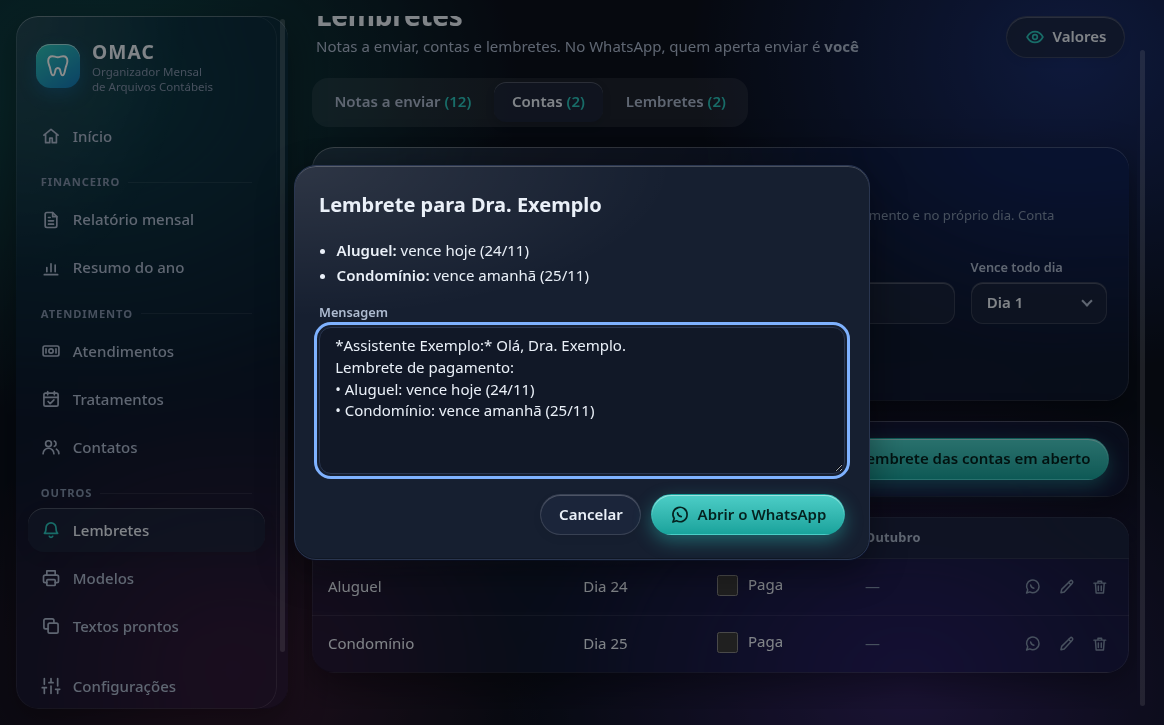 OMAC
Organizador Mensal
de Arquivos Contábeis
Início
FINANCEIRO
Relatório mensal
Resumo do ano
ATENDIMENTO
Atendimentos
Tratamentos
Contatos
OUTROS
Lembretes
Modelos
Textos prontos
Configurações
Lembretes
Notas a enviar, contas e lembretes. No WhatsApp, quem aperta enviar é você
Valores
Notas a enviar (12)
Contas (2)
Lembretes (2)
e no próprio dia. Conta
Vence todo dia
Dia 1
Lembrete para Dra. Exemplo
• Aluguel: vence hoje (24/11)
• Condomínio: vence amanhã (25/11)
Mensagem
*Assistente Exemplo:* Olá, Dra. Exemplo.
Lembrete de pagamento:
• Aluguel: vence hoje (24/11)
• Condomínio: vence amanhã (25/11)
Cancelar
Abrir o WhatsApp
das contas em aberto
Outubro
Aluguel Dia 24 Paga —
Condomínio Dia 25 Paga —